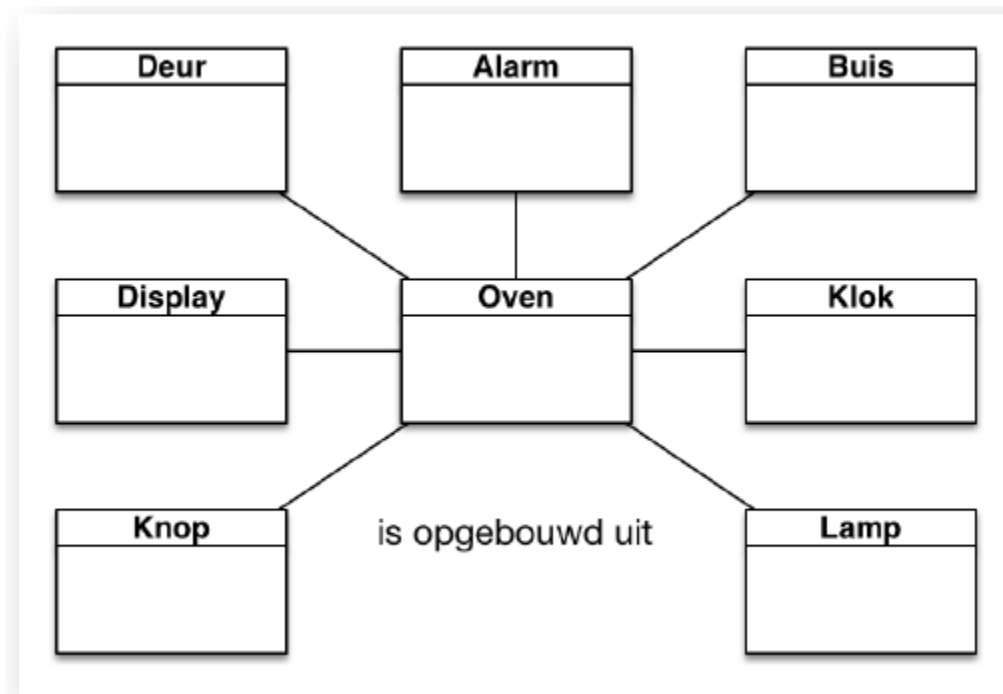 Deur
Alarm
Buis
Display
Oven
Klok
Knop
is opgebouwd uit
Lamp